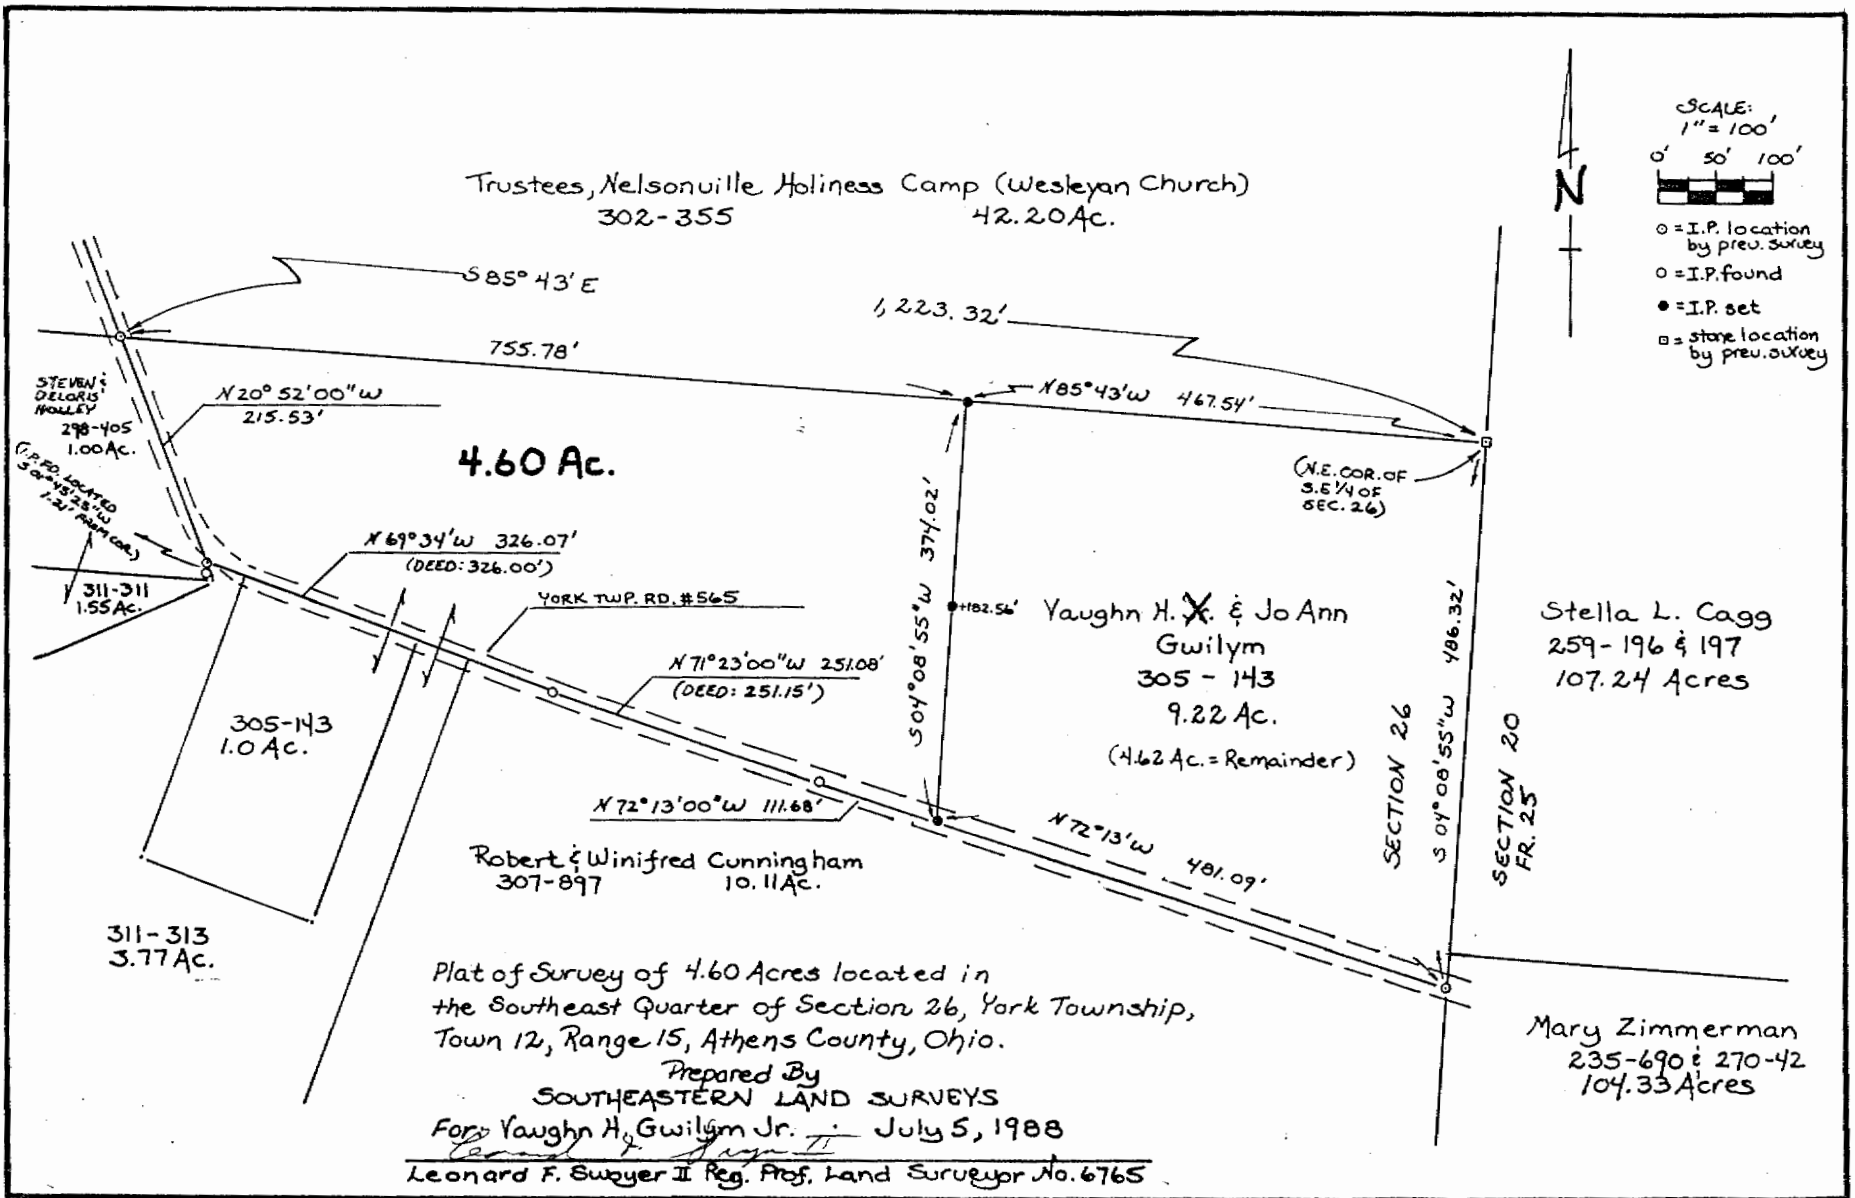 SCALE:
1" = 100'
0' 50' 100'
N
⊙ = I.P. location
by prev. survey
○ = I.P. found
● = I.P. set
⊡ = stone location
by prev. survey
Trustees, Nelsonville Holiness Camp (Wesleyan Church)
302-355 42.20 Ac.
S 85° 43' E
1,223.32'
755.78'
N 85° 43' W 467.54'
STEVEN &
DELORIS
HOLLEY
298-405
1.00 Ac.
N 20° 52' 00" W
215.53'
4.60 Ac.
(N.E. COR. OF
S.E 1/4 OF
SEC. 26)
(I.P. FD. LOCATED
1.21' FROM COR.)
N 69° 34' W 326.07'
(DEED: 326.00')
S 04° 08' 55" W 374.02'
311-311
1.55 Ac.
YORK TWP. RD. #565
+182.56'
Vaughn H. & Jo Ann
Gwilym
305 - 143
9.22 Ac.
(4.62 Ac. = Remainder)
S 04° 08' 55" W 486.32'
Stella L. Cagg
259-196 & 197
107.24 Acres
N 71° 23' 00" W 251.08'
(DEED: 251.15')
305-143
1.0 Ac.
SECTION 26
SECTION 20
FR. 25
N 72° 13' 00" W 111.68'
N 72° 13' W 481.09'
Robert & Winifred Cunningham
307-897 10.11 Ac.
311-313
3.77 Ac.
Plat of Survey of 4.60 Acres located in
the Southeast Quarter of Section 26, York Township,
Town 12, Range 15, Athens County, Ohio.
Prepared By
SOUTHEASTERN LAND SURVEYS
For: Vaughn H. Gwilym Jr. July 5, 1988
Leonard F. Swoyer II Reg. Prof. Land Surveyor No. 6765
Mary Zimmerman
235-690 & 270-42
104.33 Acres